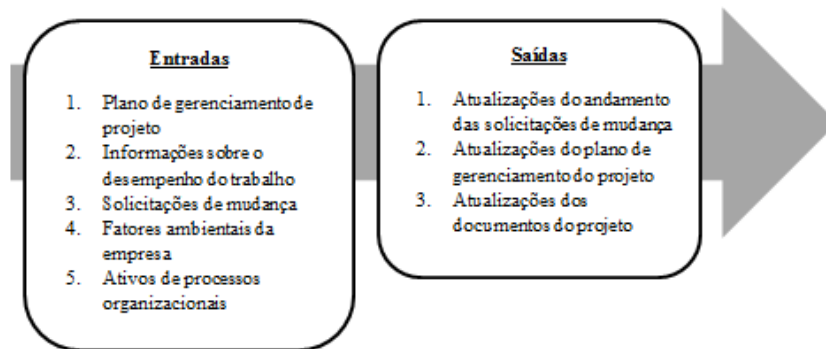 Entradas
1. Plano de gerenciamento de
projeto
2. Informações sobre o
desempenho do trabalho
3. Solicitações de mudança
4. Fatores ambientais da
empresa
5. Ativos de processos
organizacionais
Saídas
1. Atualizações do andamento
das solicitações de mudança
2. Atualizações do plano de
gerenciamento do projeto
3. Atualizações dos
documentos do projeto